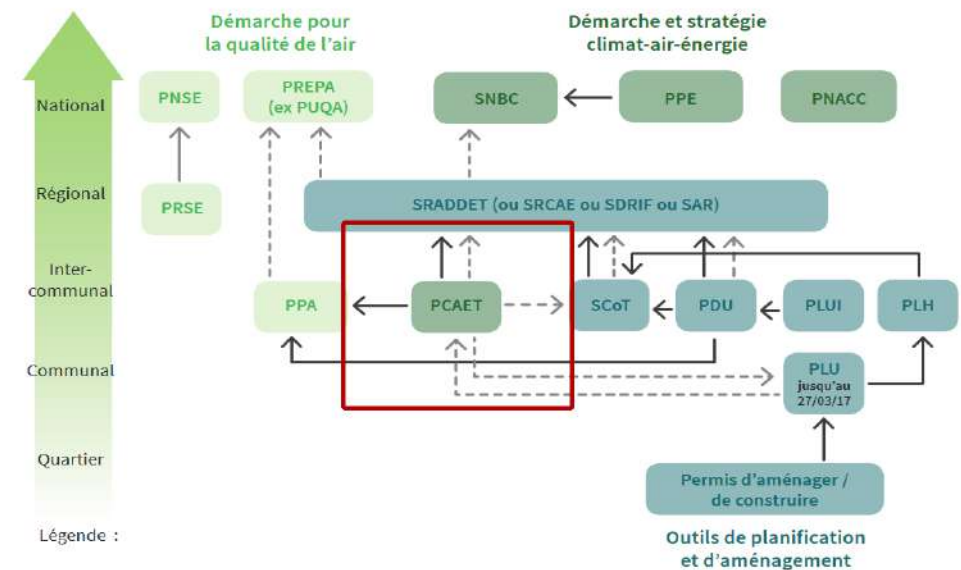 Démarche pour
la qualité de l'air
Démarche et stratégie
climat-air-énergie
National
PNSE
PREPA
(ex PUQA)
SNBC
PPE
PNACC
Régional
PRSE
SRADDET (ou SRCAE ou SDRIF ou SAR)
Inter-
communal
PPA
PCAET
SCoT
PDU
PLUI
PLH
Communal
PLU
jusqu'au
27/03/17
Quartier
Permis d'aménager /
de construire
Légende :
Outils de planification
et d'aménagement